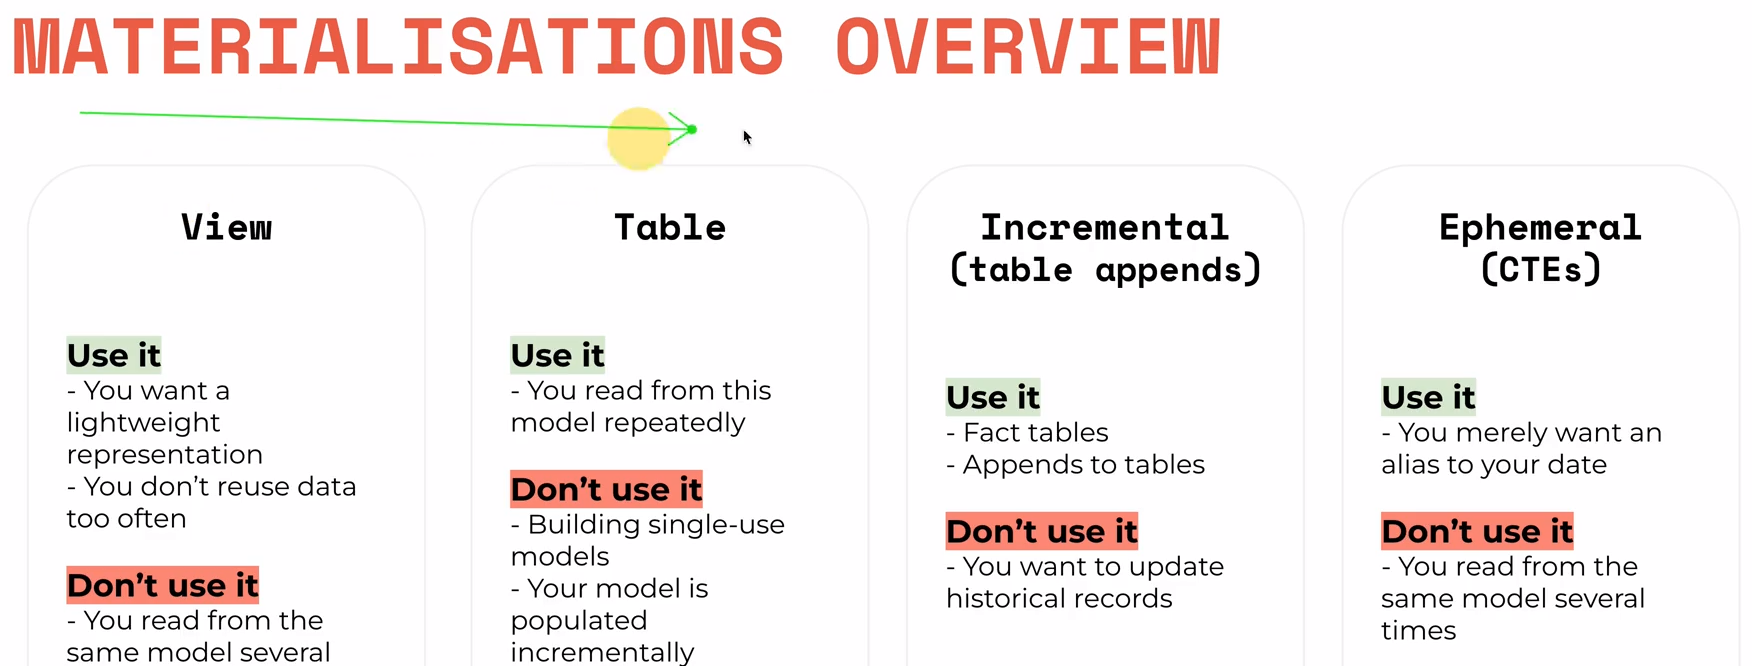 MATERIALISATIONS OVERVIEW
View
Use it
- You want a
lightweight
representation
- You don't reuse data
too often
Don't use it
- You read from the
same model several
Table
Use it
- You read from this
model repeatedly
Don't use it
- Building single-use
models
- Your model is
populated
incrementally
Incremental
(table appends)
Use it
- Fact tables
- Appends to tables
Don't use it
- You want to update
historical records
Ephemeral
(CTEs)
Use it
- You merely want an
alias to your date
Don't use it
- You read from the
same model several
times